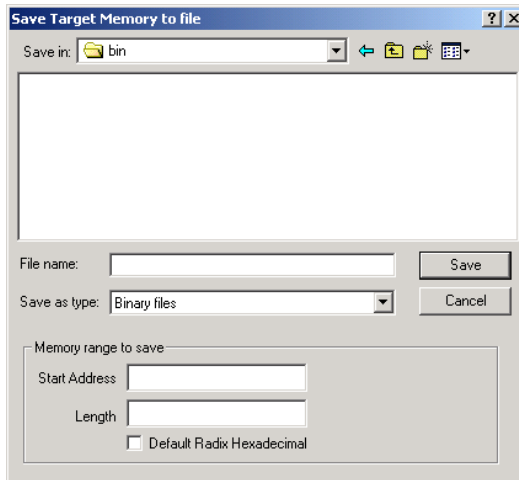 Save Target Memory to file
Save in: bin
File name: Save
Save as type: Binary files Cancel
Memory range to save
Start Address
Length
Default Radix Hexadecimal